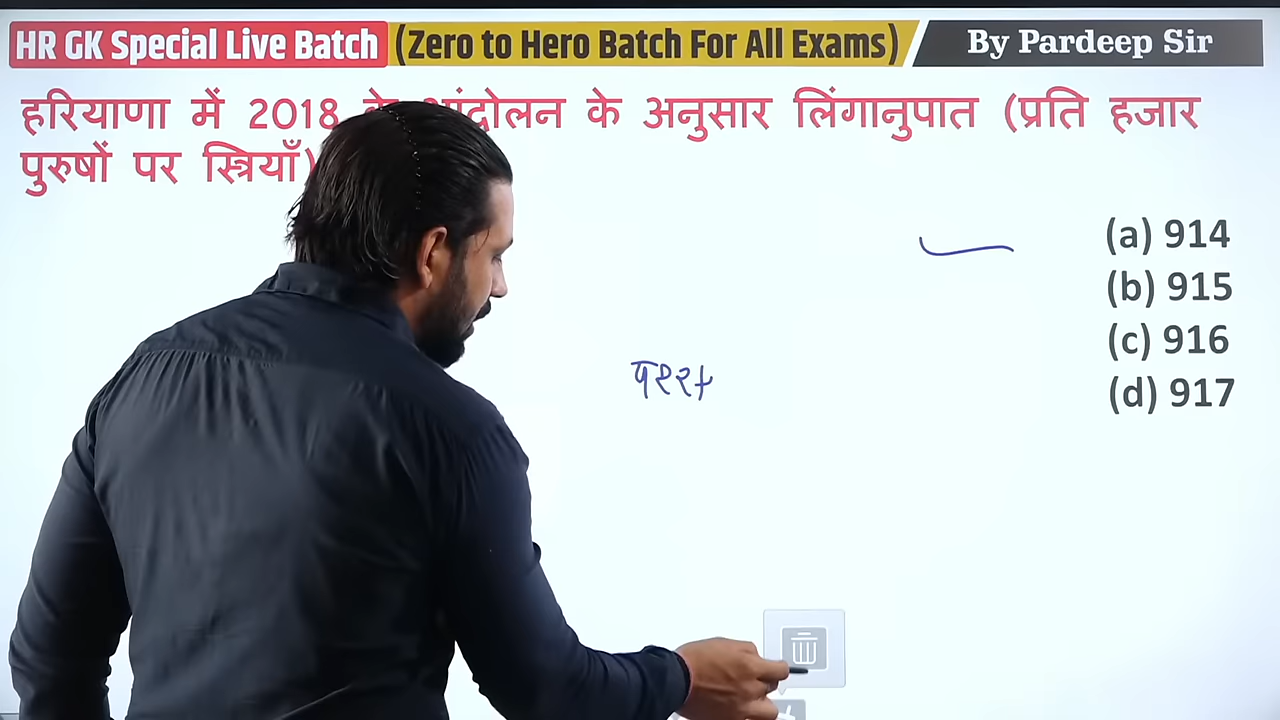 HR GK Special Live Batch (Zero to Hero Batch For All Exams) By Pardeep Sir
हरियाणा में 2018 के आंदोलन के अनुसार लिंगानुपात (प्रति हजार
पुरुषों पर स्त्रियाँ)
(a) 914
(b) 915
(c) 916
(d) 917